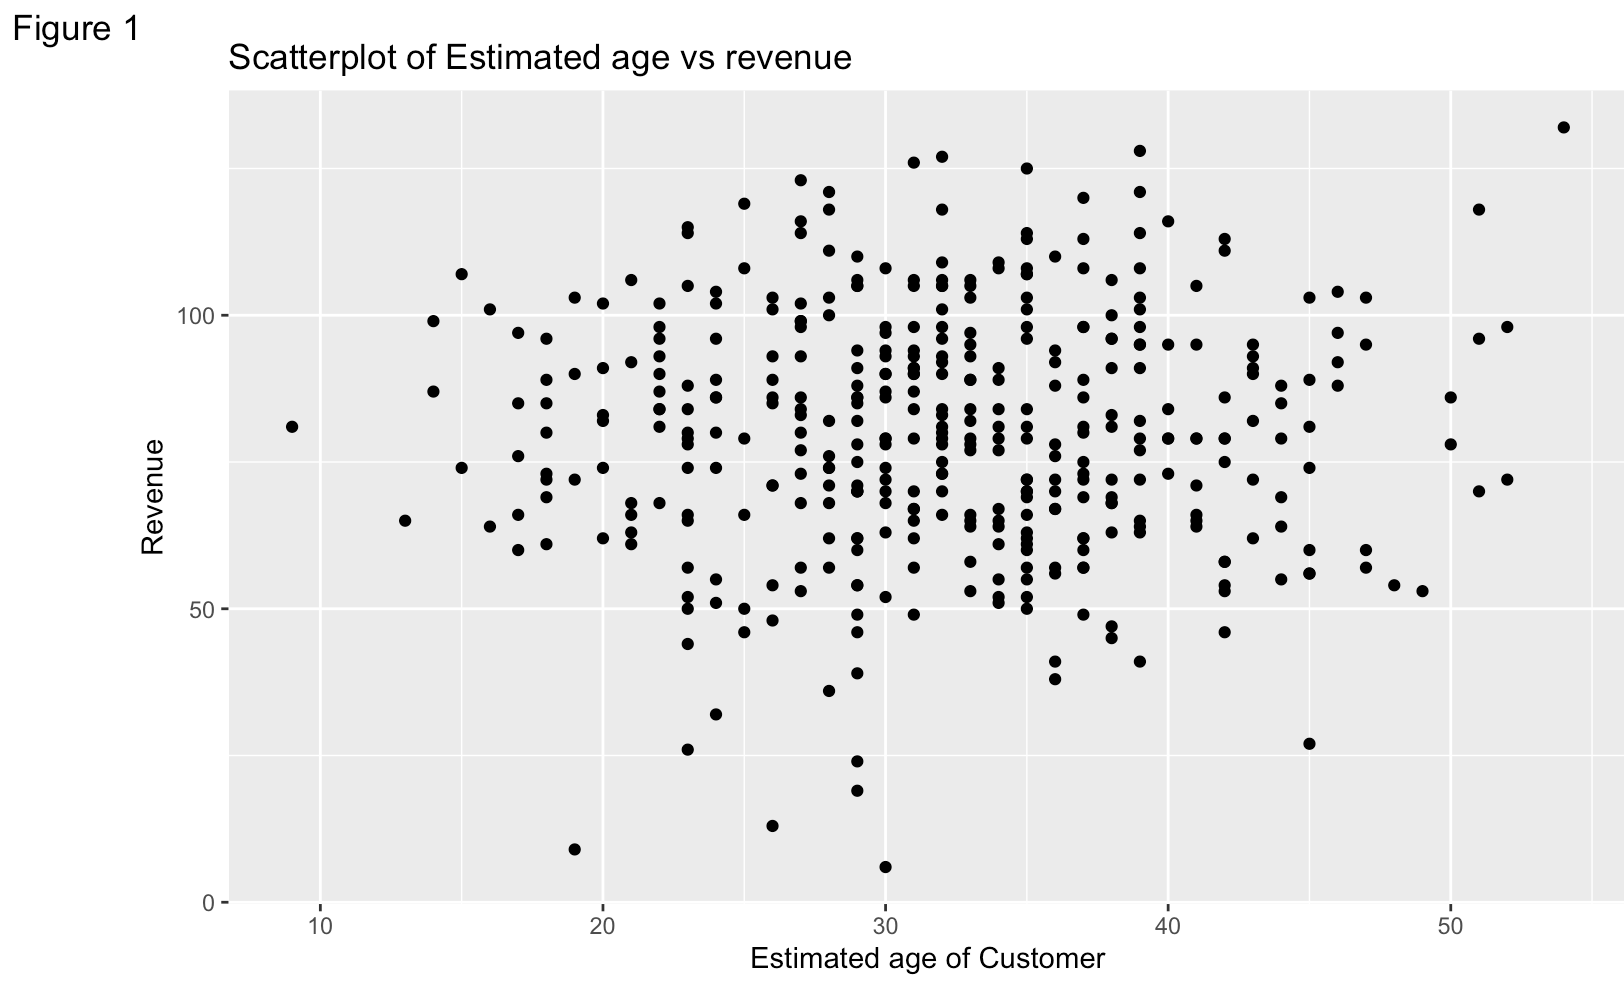 Figure 1
Scatterplot of Estimated age vs revenue
Revenue
100
50
0
10 20 30 40 50
Estimated age of Customer